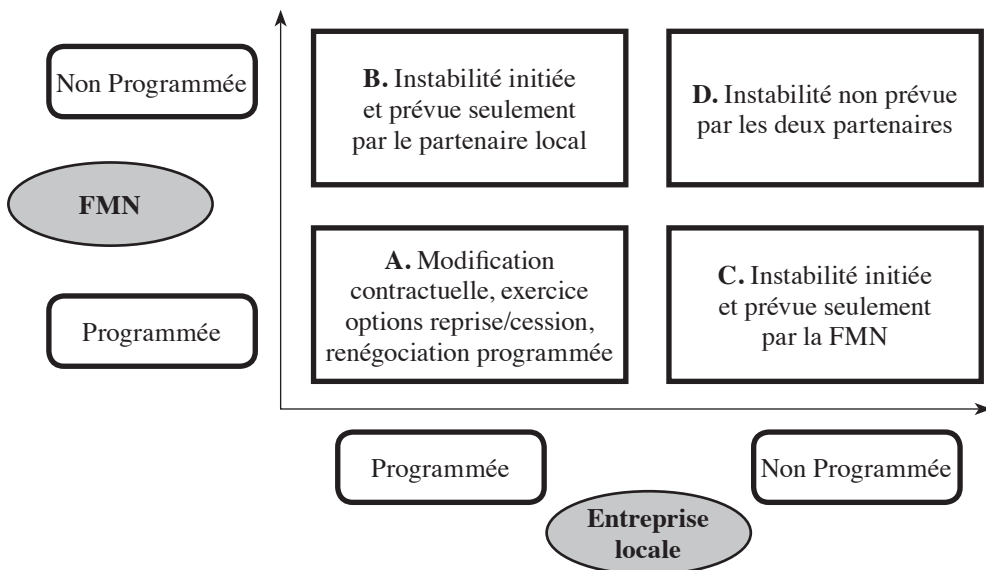 Non Programmée
B. Instabilité initiée
et prévue seulement
par le partenaire local
D. Instabilité non prévue
par les deux partenaires
FMN
Programmée
A. Modification
contractuelle, exercice
options reprise/cession,
renégociation programmée
C. Instabilité initiée
et prévue seulement
par la FMN
Programmée
Non Programmée
Entreprise
locale